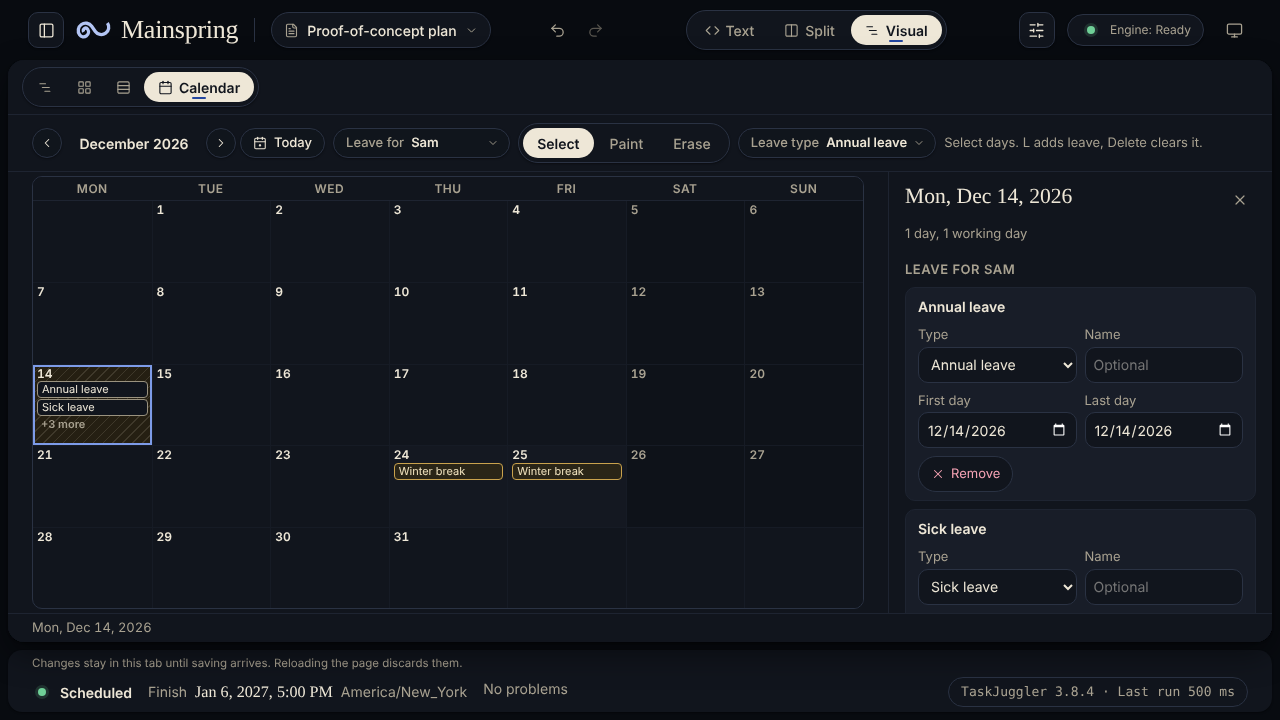 Mainspring
Proof-of-concept plan
Text
Split
Visual
Engine: Ready
Calendar
December 2026
Today
Leave for Sam
Select
Paint
Erase
Leave type Annual leave
Select days. L adds leave, Delete clears it.
MON TUE WED THU FRI SAT SUN
1 2 3 4 5 6
7 8 9 10 11 12 13
14 15 16 17 18 19 20
Annual leave
Sick leave
+3 more
21 22 23 24 25 26 27
Winter break Winter break
28 29 30 31
Mon, Dec 14, 2026
1 day, 1 working day
LEAVE FOR SAM
Annual leave
Type Name
Annual leave Optional
First day Last day
12/14/2026 12/14/2026
Remove
Sick leave
Type Name
Sick leave Optional
Mon, Dec 14, 2026
Changes stay in this tab until saving arrives. Reloading the page discards them.
Scheduled Finish Jan 6, 2027, 5:00 PM America/New_York No problems
TaskJuggler 3.8.4 · Last run 500 ms